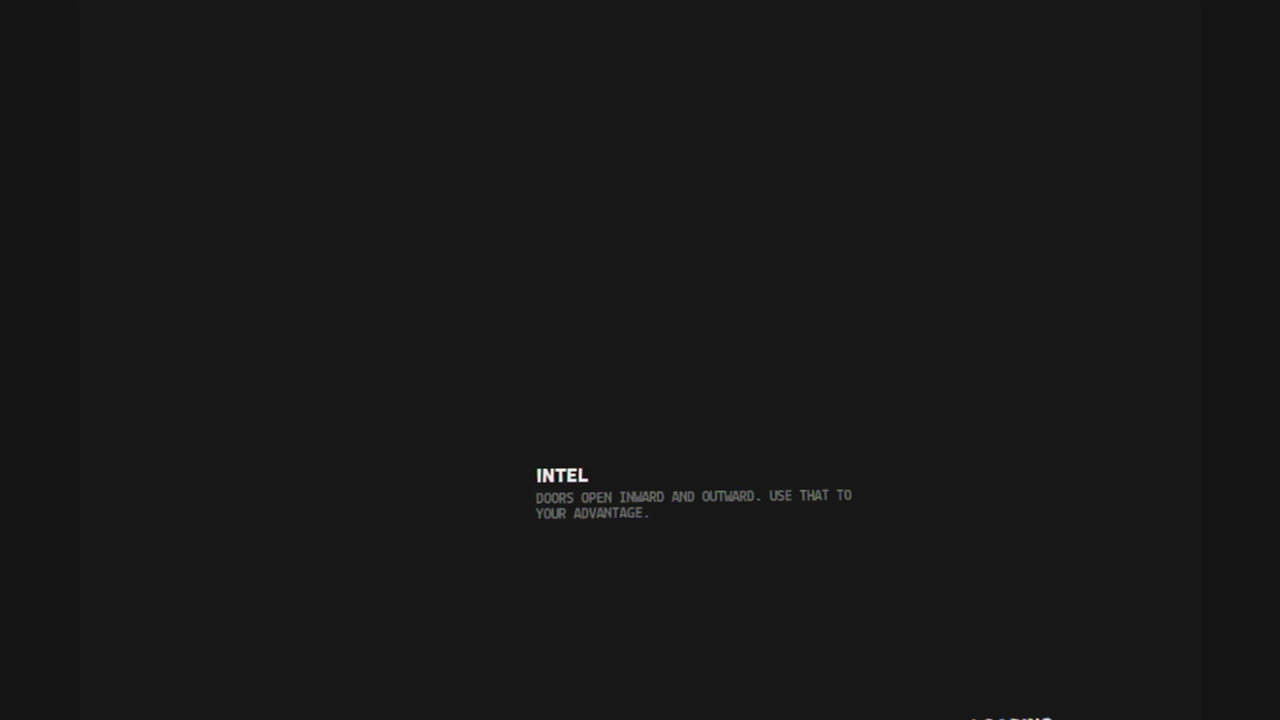 INTEL
DOORS OPEN INWARD AND OUTWARD. USE THAT TO
YOUR ADVANTAGE.